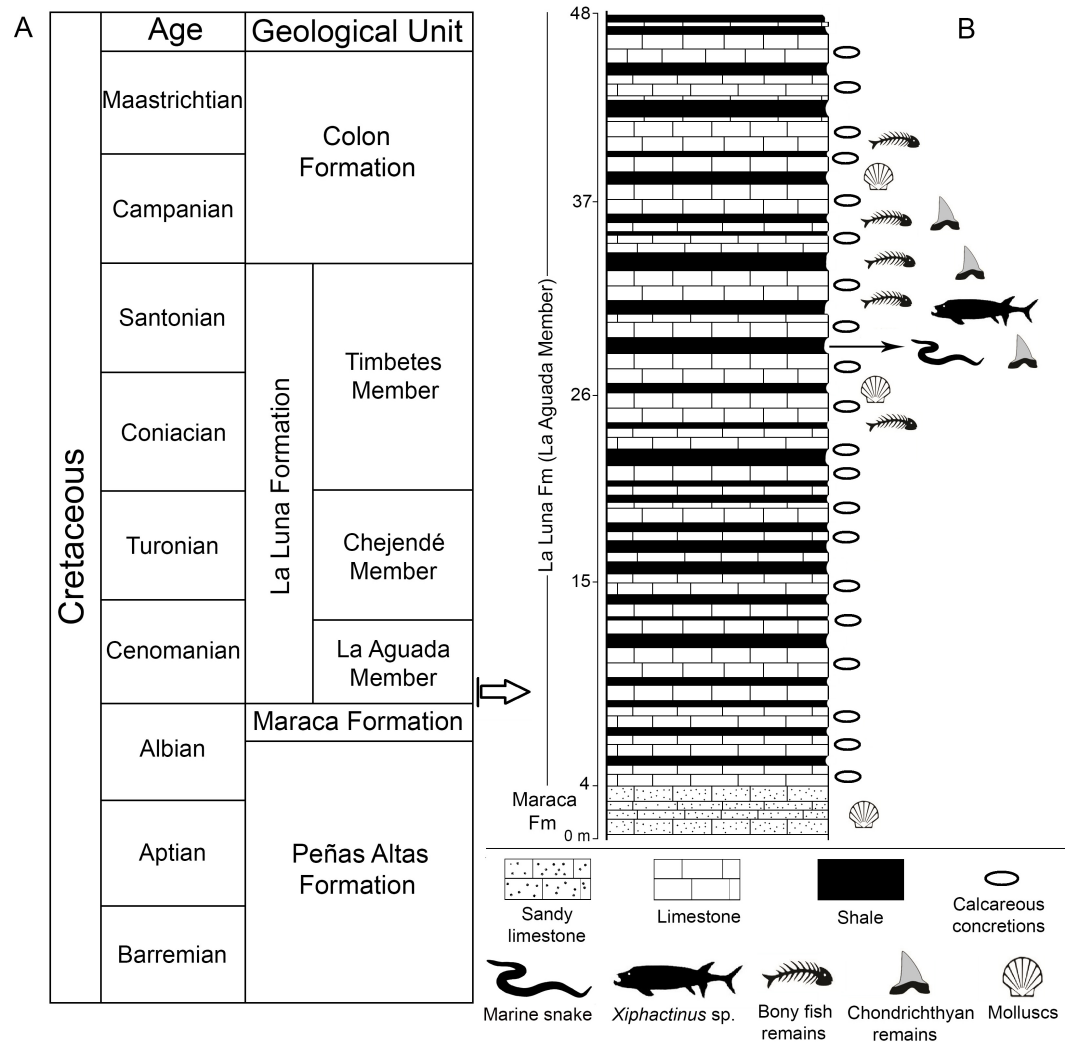 A
Age
Geological Unit
Cretaceous
Maastrichtian
Campanian
Santonian
Coniacian
Turonian
Cenomanian
Albian
Aptian
Barremian
Colon
Formation
La Luna Formation
Timbetes
Member
Chejendé
Member
La Aguada
Member
Maraca Formation
Peñas Altas
Formation
B
48
37
26
15
4
0 m
La Luna Fm (La Aguada Member)
Maraca
Fm
Sandy
limestone
Limestone
Shale
Calcareous
concretions
Marine snake
Xiphactinus sp.
Bony fish
remains
Chondrichthyan
remains
Molluscs